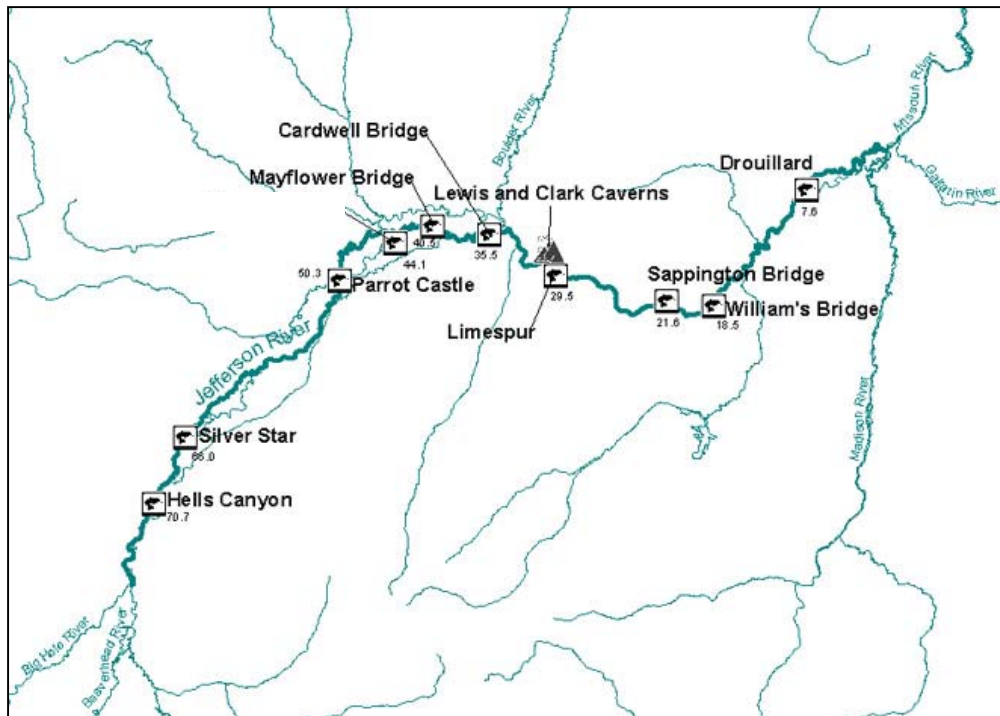 Cardwell Bridge
Boulder River
Missouri River
Mayflower Bridge
Lewis and Clark Caverns
Drouillard
7.6
Gallatin River
40.5
35.5
44.1
50.3
Parrot Castle
29.5
Sappington Bridge
Limespur
21.6
18.5
William's Bridge
Jefferson River
Madison River
Silver Star
66.0
Hells Canyon
70.7
Big Hole River
Beaverhead River